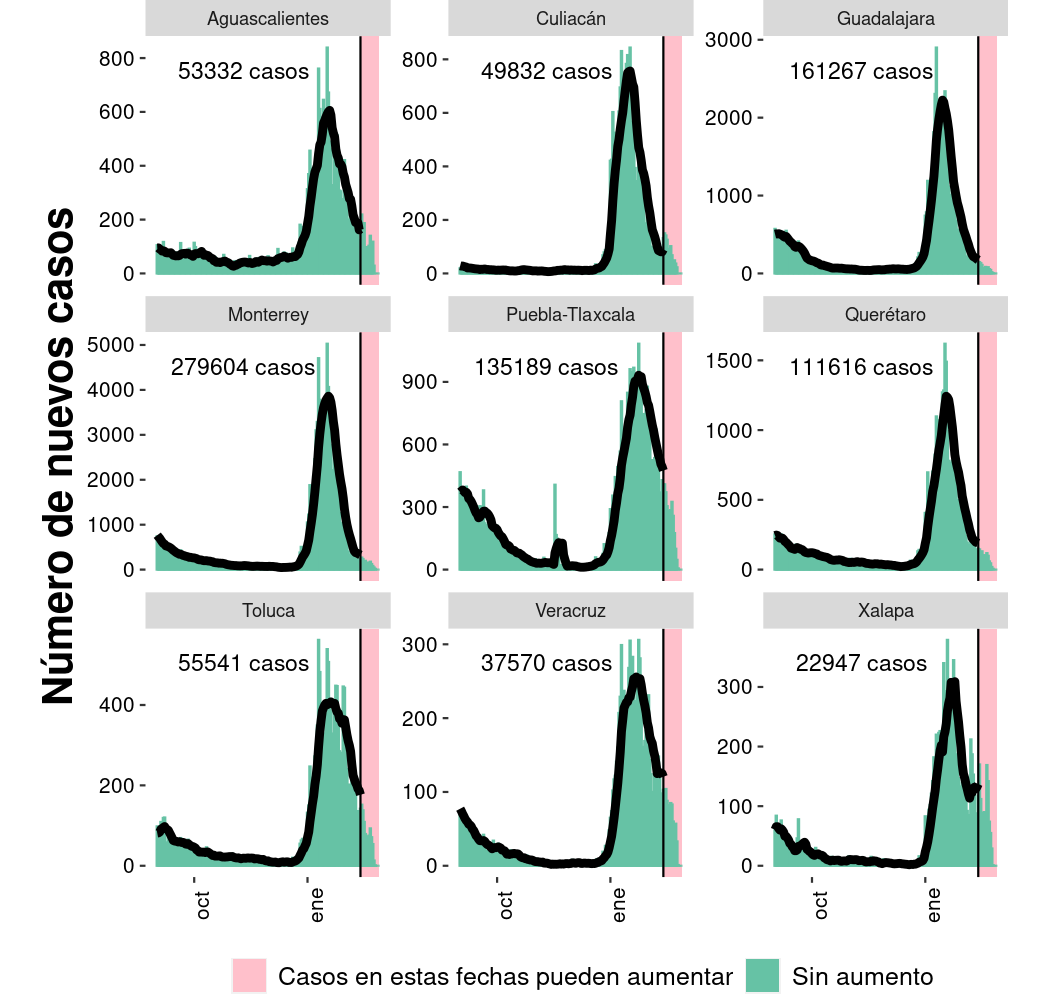 Número de nuevos casos
Aguascalientes
Culiacán
Guadalajara
53332 casos
49832 casos
161267 casos
800
600
400
200
0
800
600
400
200
0
3000
2000
1000
0
Monterrey
Puebla-Tlaxcala
Querétaro
279604 casos
135189 casos
111616 casos
5000
4000
3000
2000
1000
0
900
600
300
0
1500
1000
500
0
Toluca
Veracruz
Xalapa
55541 casos
37570 casos
22947 casos
400
200
0
300
200
100
0
300
200
100
0
oct
ene
oct
ene
oct
ene
Casos en estas fechas pueden aumentar
Sin aumento